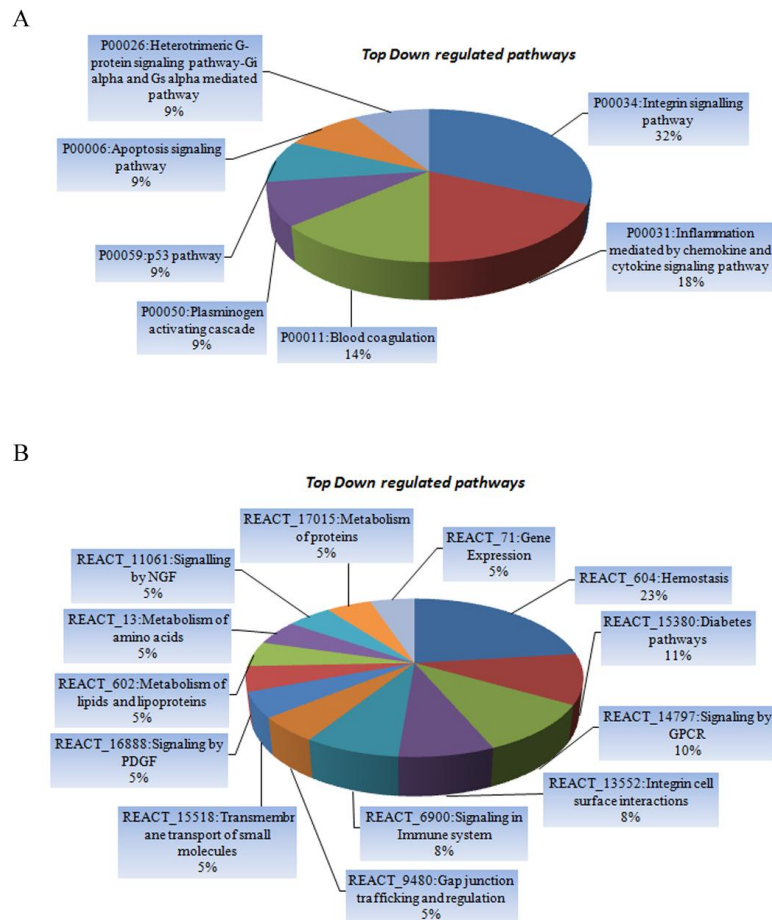 A
Top Down regulated pathways
P00026:Heterotrimeric G-
protein signaling pathway-Gi
alpha and Gs alpha mediated
pathway
9%
P00034:Integrin signalling
pathway
32%
P00006:Apoptosis signaling
pathway
9%
P00031:Inflammation
mediated by chemokine and
cytokine signaling pathway
18%
P00059:p53 pathway
9%
P00050:Plasminogen
activating cascade
9%
P00011:Blood coagulation
14%
B
Top Down regulated pathways
REACT_17015:Metabolism
of proteins
5%
REACT_71:Gene
Expression
5%
REACT_11061:Signalling
by NGF
5%
REACT_604:Hemostasis
23%
REACT_13:Metabolism of
amino acids
5%
REACT_15380:Diabetes
pathways
11%
REACT_602:Metabolism of
lipids and lipoproteins
5%
REACT_14797:Signaling by
GPCR
10%
REACT_16888:Signaling by
PDGF
5%
REACT_13552:Integrin cell
surface interactions
8%
REACT_15518:Transmembr
ane transport of small
molecules
5%
REACT_6900:Signaling in
Immune system
8%
REACT_9480:Gap junction
trafficking and regulation
5%